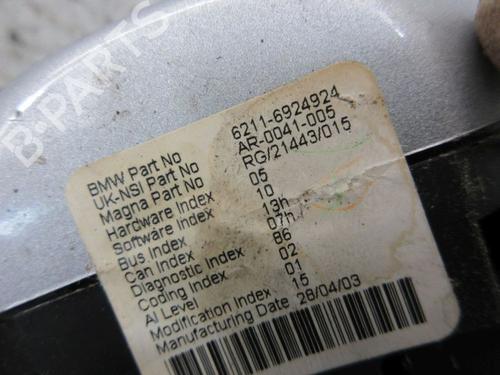 B-PARTS
BMW Part No 6211-6924924
UK-NSI Part No AR-0041-005
Magna Part No RG/21443/015
Hardware Index 05
Software Index 10
Bus Index 13h
Can Index 07h
Diagnostic Index 86
Coding Index 02
AI Level 01
Modification Index 15
Manufacturing Date 28/04/03